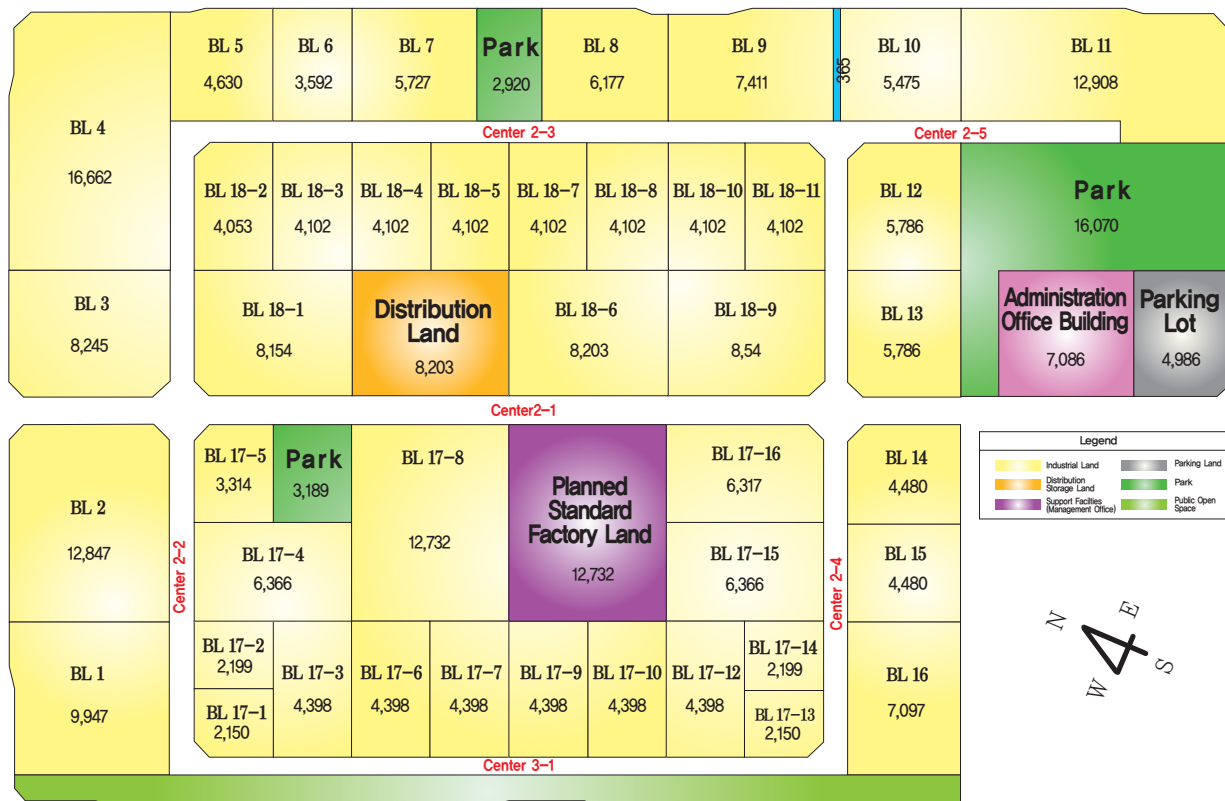 BL 5
4,630
BL 6
3,592
BL 7
5,727
Park
2,920
BL 8
6,177
BL 9
7,411
365
BL 10
5,475
BL 11
12,908
BL 4
16,662
Center 2-3
Center 2-5
BL 18-2
4,053
BL 18-3
4,102
BL 18-4
4,102
BL 18-5
4,102
BL 18-7
4,102
BL 18-8
4,102
BL 18-10
4,102
BL 18-11
4,102
BL 12
5,786
Park
16,070
BL 3
8,245
BL 18-1
8,154
Distribution
Land
8,203
BL 18-6
8,203
BL 18-9
8,54
BL 13
5,786
Administration
Office Building
7,086
Parking
Lot
4,986
Center2-1
BL 2
12,847
Center 2-2
BL 17-5
3,314
Park
3,189
BL 17-8
12,732
Planned
Standard
Factory Land
12,732
BL 17-16
6,317
BL 14
4,480
BL 17-4
6,366
BL 17-15
6,366
Center 2-4
BL 15
4,480
BL 1
9,947
BL 17-2
2,199
BL 17-1
2,150
BL 17-3
4,398
BL 17-6
4,398
BL 17-7
4,398
BL 17-9
4,398
BL 17-10
4,398
BL 17-12
4,398
BL 17-14
2,199
BL 17-13
2,150
BL 16
7,097
Center 3-1
Legend
Industrial Land
Parking Land
Distribution
Storage Land
Park
Support Facilties
(Management Office)
Public Open
Space
N
E
W
S